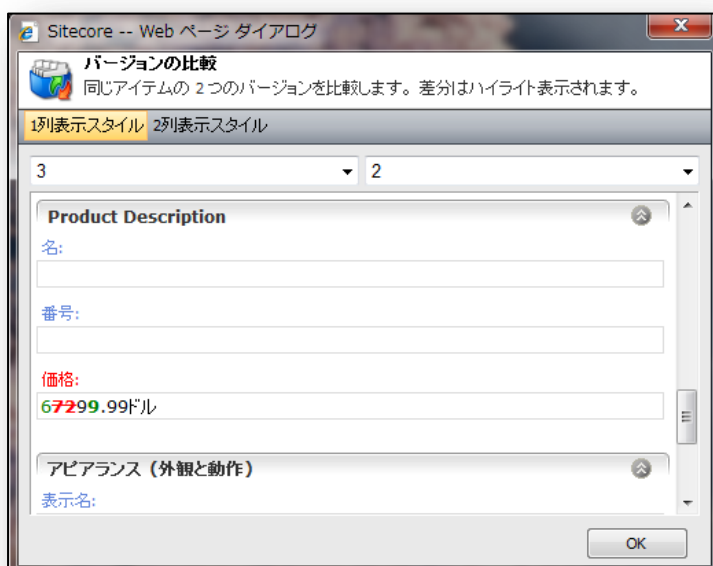 Sitecore -- Web ページ ダイアログ
バージョンの比較
同じアイテムの 2 つのバージョンを比較します。差分はハイライト表示されます。
1列表示スタイル 2列表示スタイル
3 2
Product Description
名:
番号:
価格:
67299.99ドル
アピアランス (外観と動作)
表示名:
OK